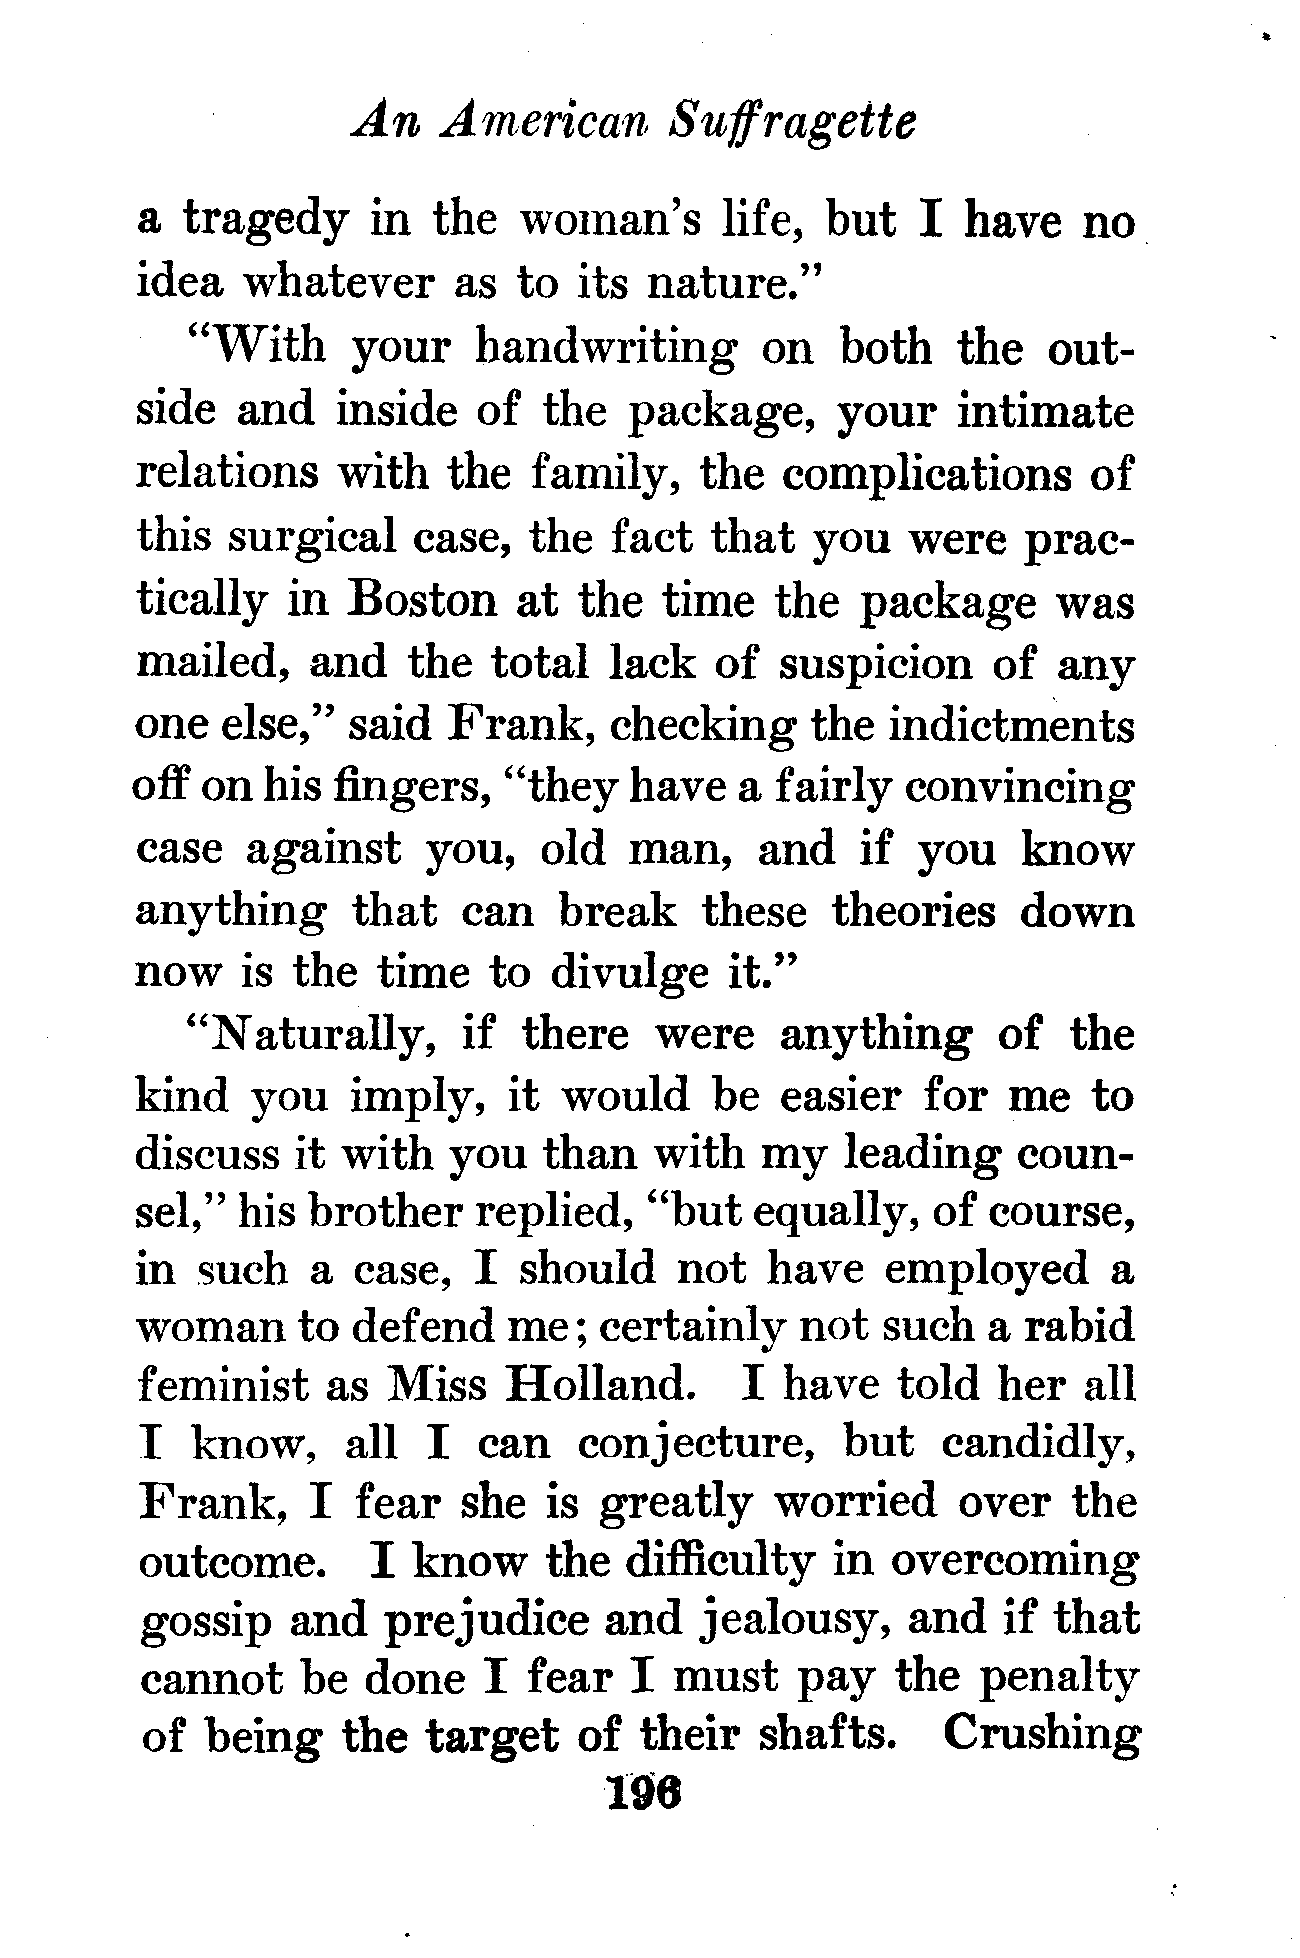 An American Suffragette
a tragedy in the woman's life, but I have no
idea whatever as to its nature."
"With your handwriting on both the out-
side and inside of the package, your intimate
relations with the family, the complications of
this surgical case, the fact that you were prac-
tically in Boston at the time the package was
mailed, and the total lack of suspicion of any
one else," said Frank, checking the indictments
off on his fingers, "they have a fairly convincing
case against you, old man, and if you know
anything that can break these theories down
now is the time to divulge it."
"Naturally, if there were anything of the
kind you imply, it would be easier for me to
discuss it with you than with my leading coun-
sel," his brother replied, "but equally, of course,
in such a case, I should not have employed a
woman to defend me; certainly not such a rabid
feminist as Miss Holland. I have told her all
I know, all I can conjecture, but candidly,
Frank, I fear she is greatly worried over the
outcome. I know the difficulty in overcoming
gossip and prejudice and jealousy, and if that
cannot be done I fear I must pay the penalty
of being the target of their shafts. Crushing
196